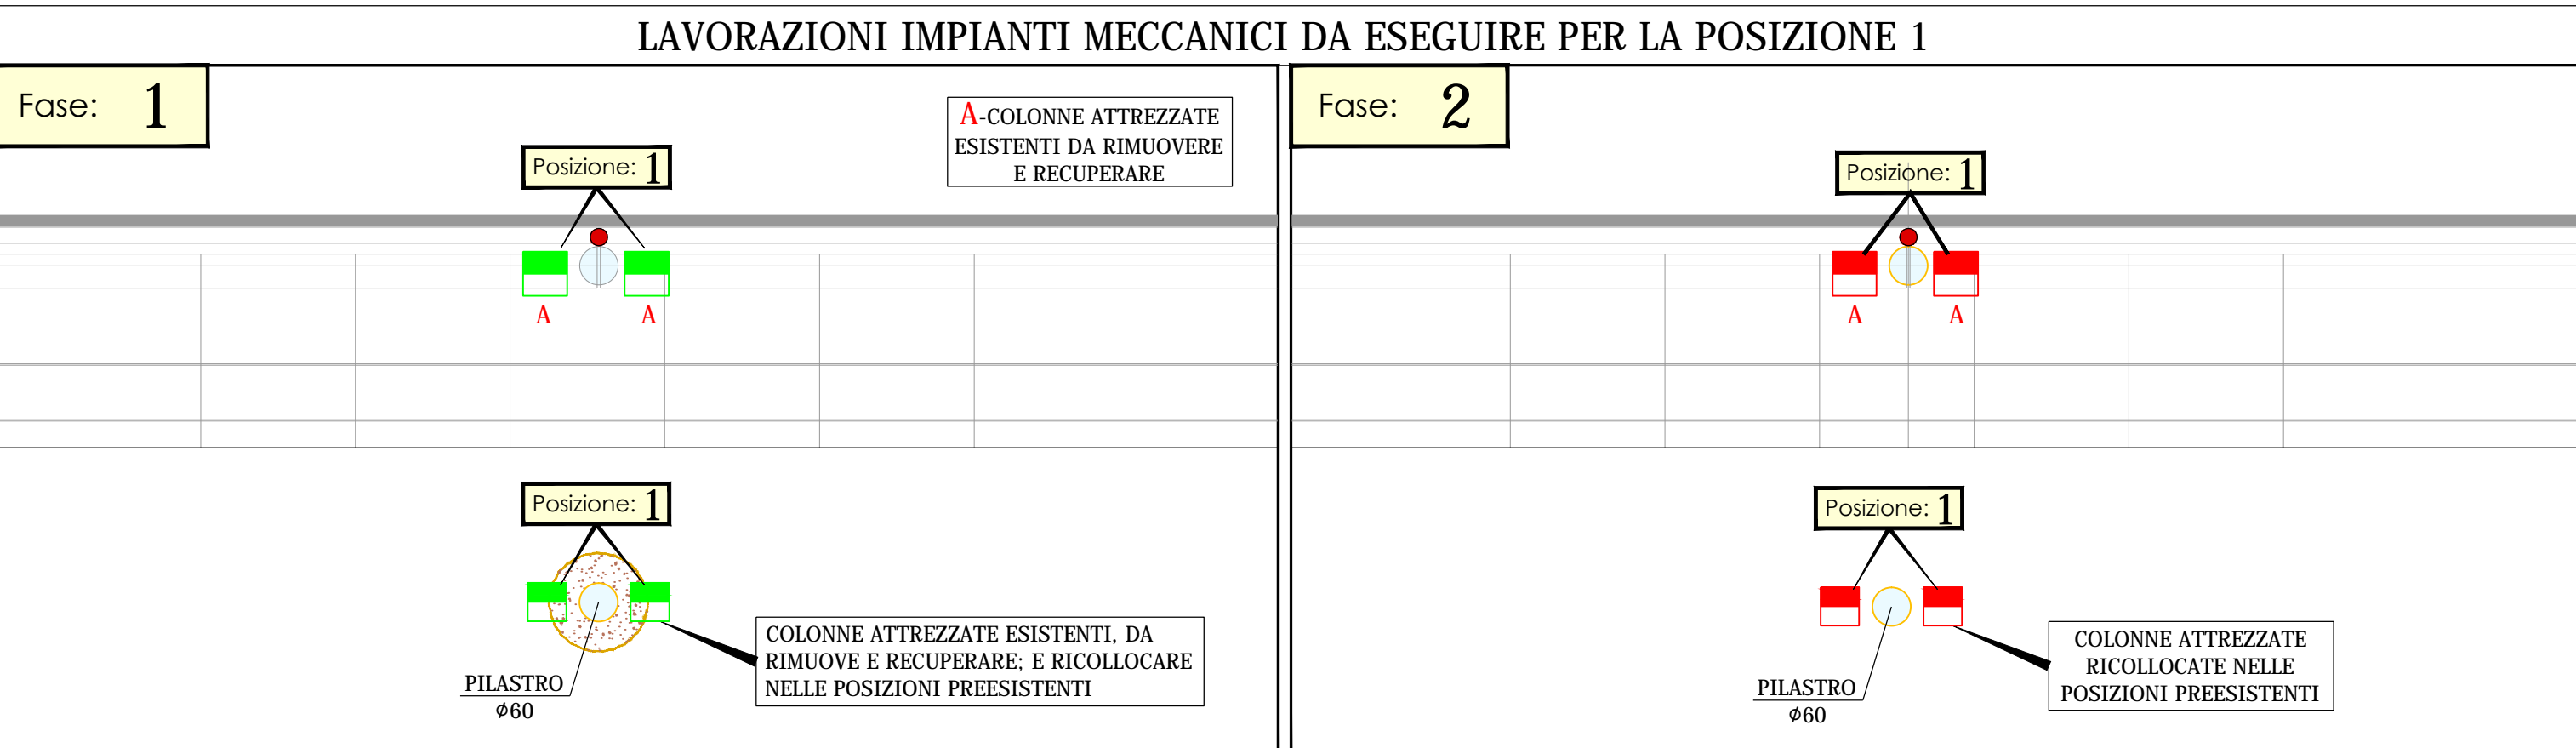 LAVORAZIONI IMPIANTI MECCANICI DA ESEGUIRE PER LA POSIZIONE 1
Fase: 1
A-COLONNE ATTREZZATE
ESISTENTI DA RIMUOVERE
E RECUPERARE
Posizione: 1
A A
Posizione: 1
COLONNE ATTREZZATE ESISTENTI, DA
RIMUOVE E RECUPERARE; E RICOLLOCARE
NELLE POSIZIONI PREESISTENTI
PILASTRO
ø60
Fase: 2
Posizione: 1
A A
Posizione: 1
COLONNE ATTREZZATE
RICOLLOCATE NELLE
POSIZIONI PREESISTENTI
PILASTRO
ø60